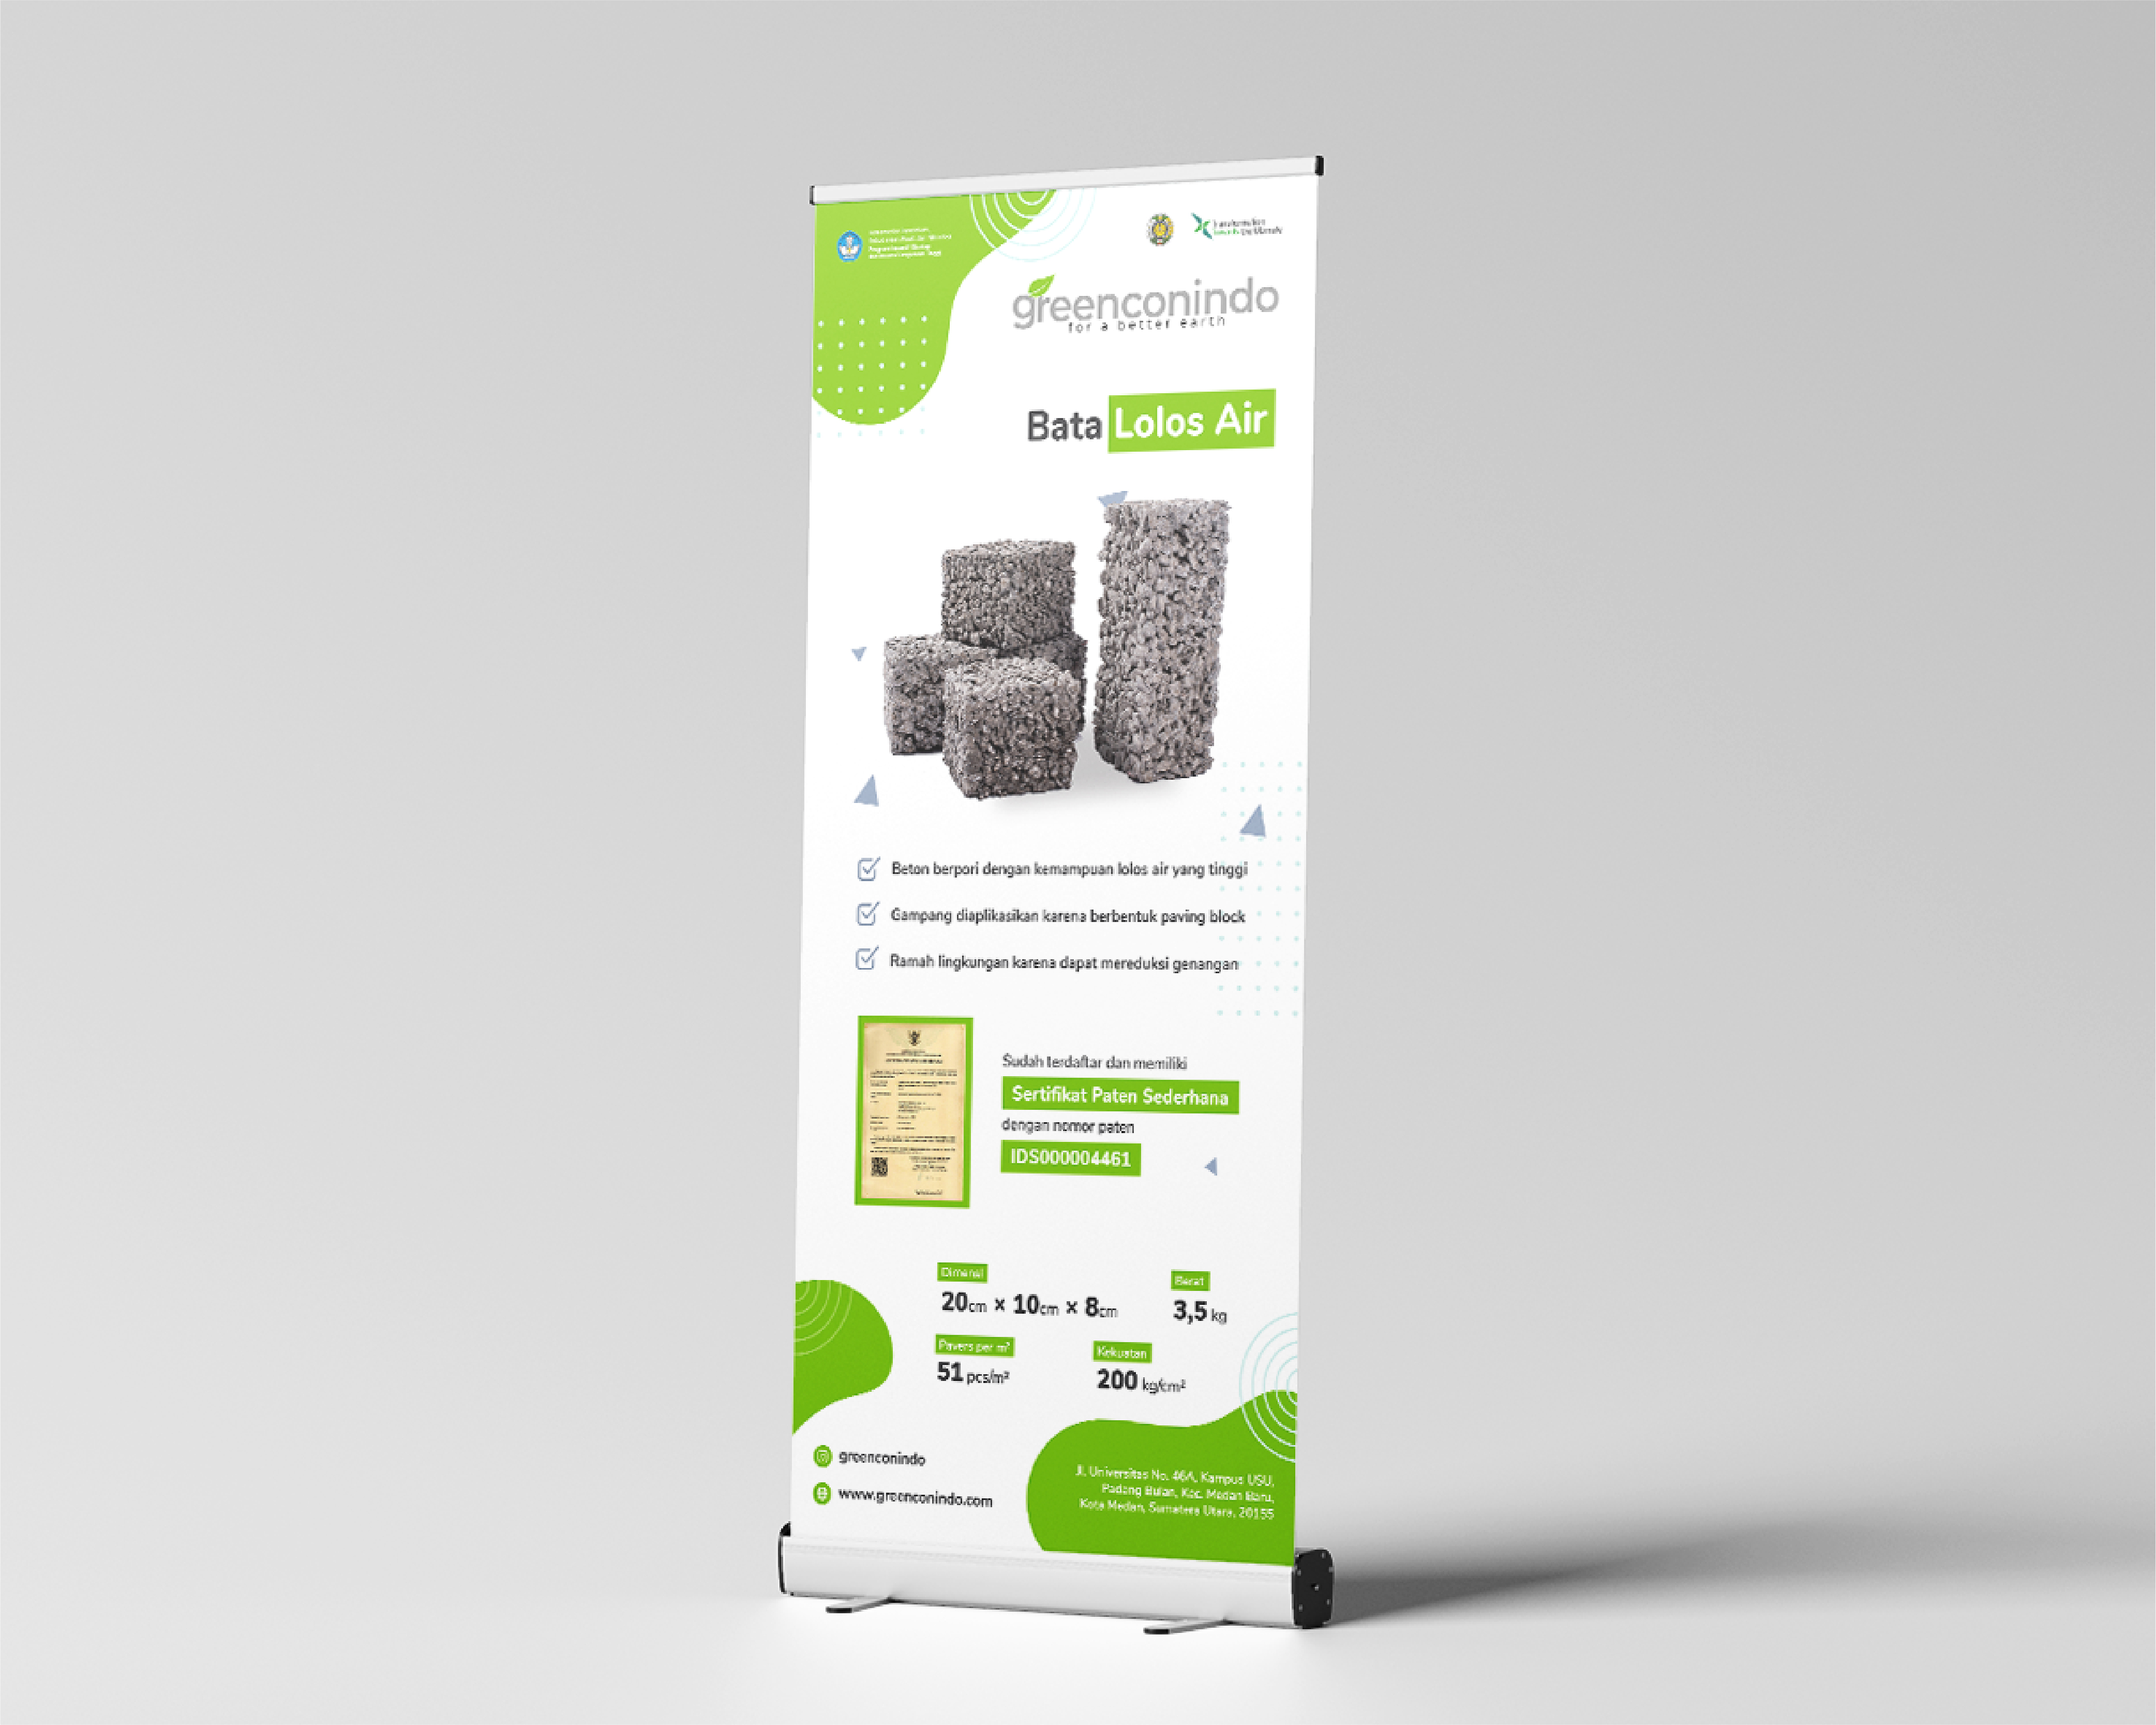 greenconindo
for a better earth
Bata Lolos Air
Beton berpori dengan kemampuan lolos air yang tinggi
Gampang diaplikasikan karena berbentuk paving block
Ramah lingkungan karena dapat mereduksi genangan
Sudah terdaftar dan memiliki
Sertifikat Paten Sederhana
dengan nomor paten
IDS000004461
Dimensi
20cm × 10cm × 8cm
Berat
3,5 kg
Pavers per m²
51 pcs/m²
Kekuatan
200 kg/cm²
greenconindo
www.greenconindo.com
Jl. Universitas No. 46A, Kampus USU,
Padang Bulan, Kec. Medan Baru,
Kota Medan, Sumatera Utara, 20155